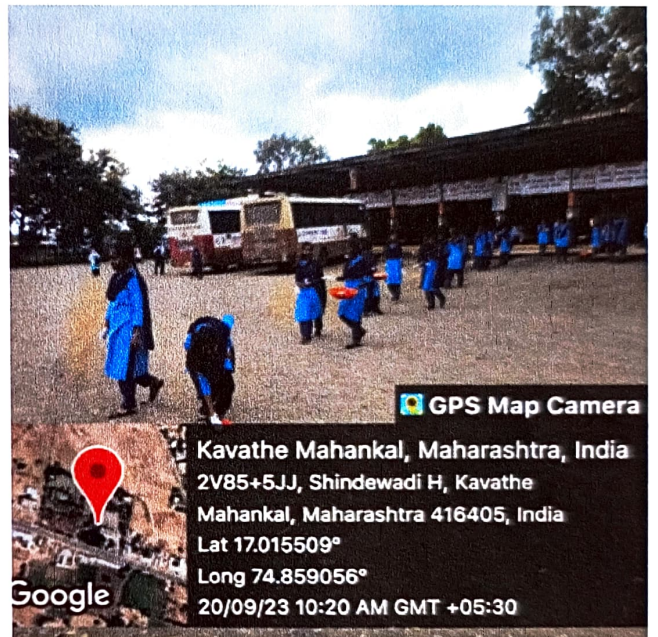 GPS Map Camera
Kavathe Mahankal, Maharashtra, India
2V85+5JJ, Shindewadi H, Kavathe
Mahankal, Maharashtra 416405, India
Lat 17.015509°
Long 74.859056°
20/09/23 10:20 AM GMT +05:30
Google